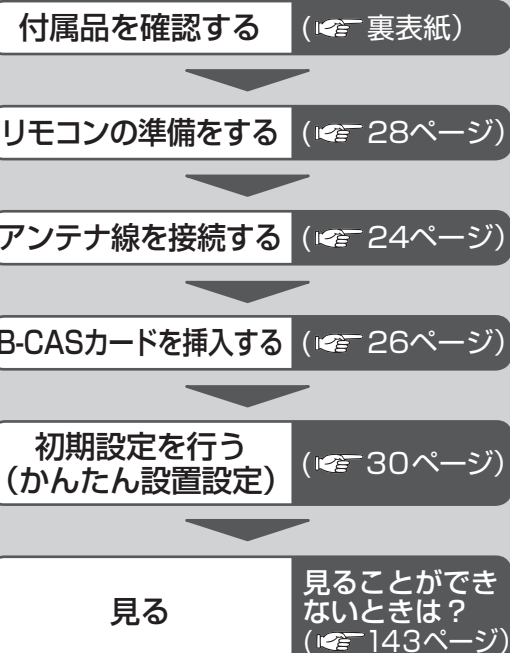 付属品を確認する (☞ 裏表紙)
リモコンの準備をする (☞ 28ページ)
アンテナ線を接続する (☞ 24ページ)
B-CASカードを挿入する (☞ 26ページ)
初期設定を行う
(かんたん設置設定) (☞ 30ページ)
見る
見ることができ
ないときは?
(☞ 143ページ)